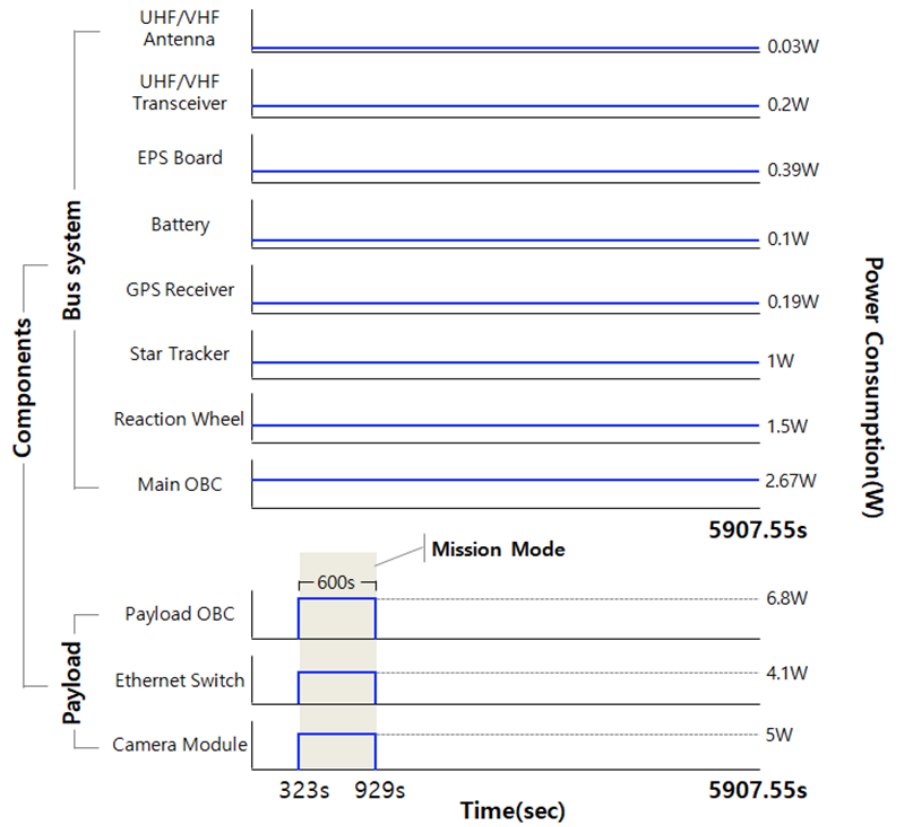 UHF/VHF
Antenna
0.03W
UHF/VHF
Transceiver
0.2W
EPS Board
0.39W
Battery
0.1W
GPS Receiver
0.19W
Star Tracker
1W
Reaction Wheel
1.5W
Main OBC
2.67W
5907.55s
Bus system
Components
Power Consumption(W)
Mission Mode
600s
Payload OBC
6.8W
Ethernet Switch
4.1W
Camera Module
5W
Payload
323s
929s
5907.55s
Time(sec)